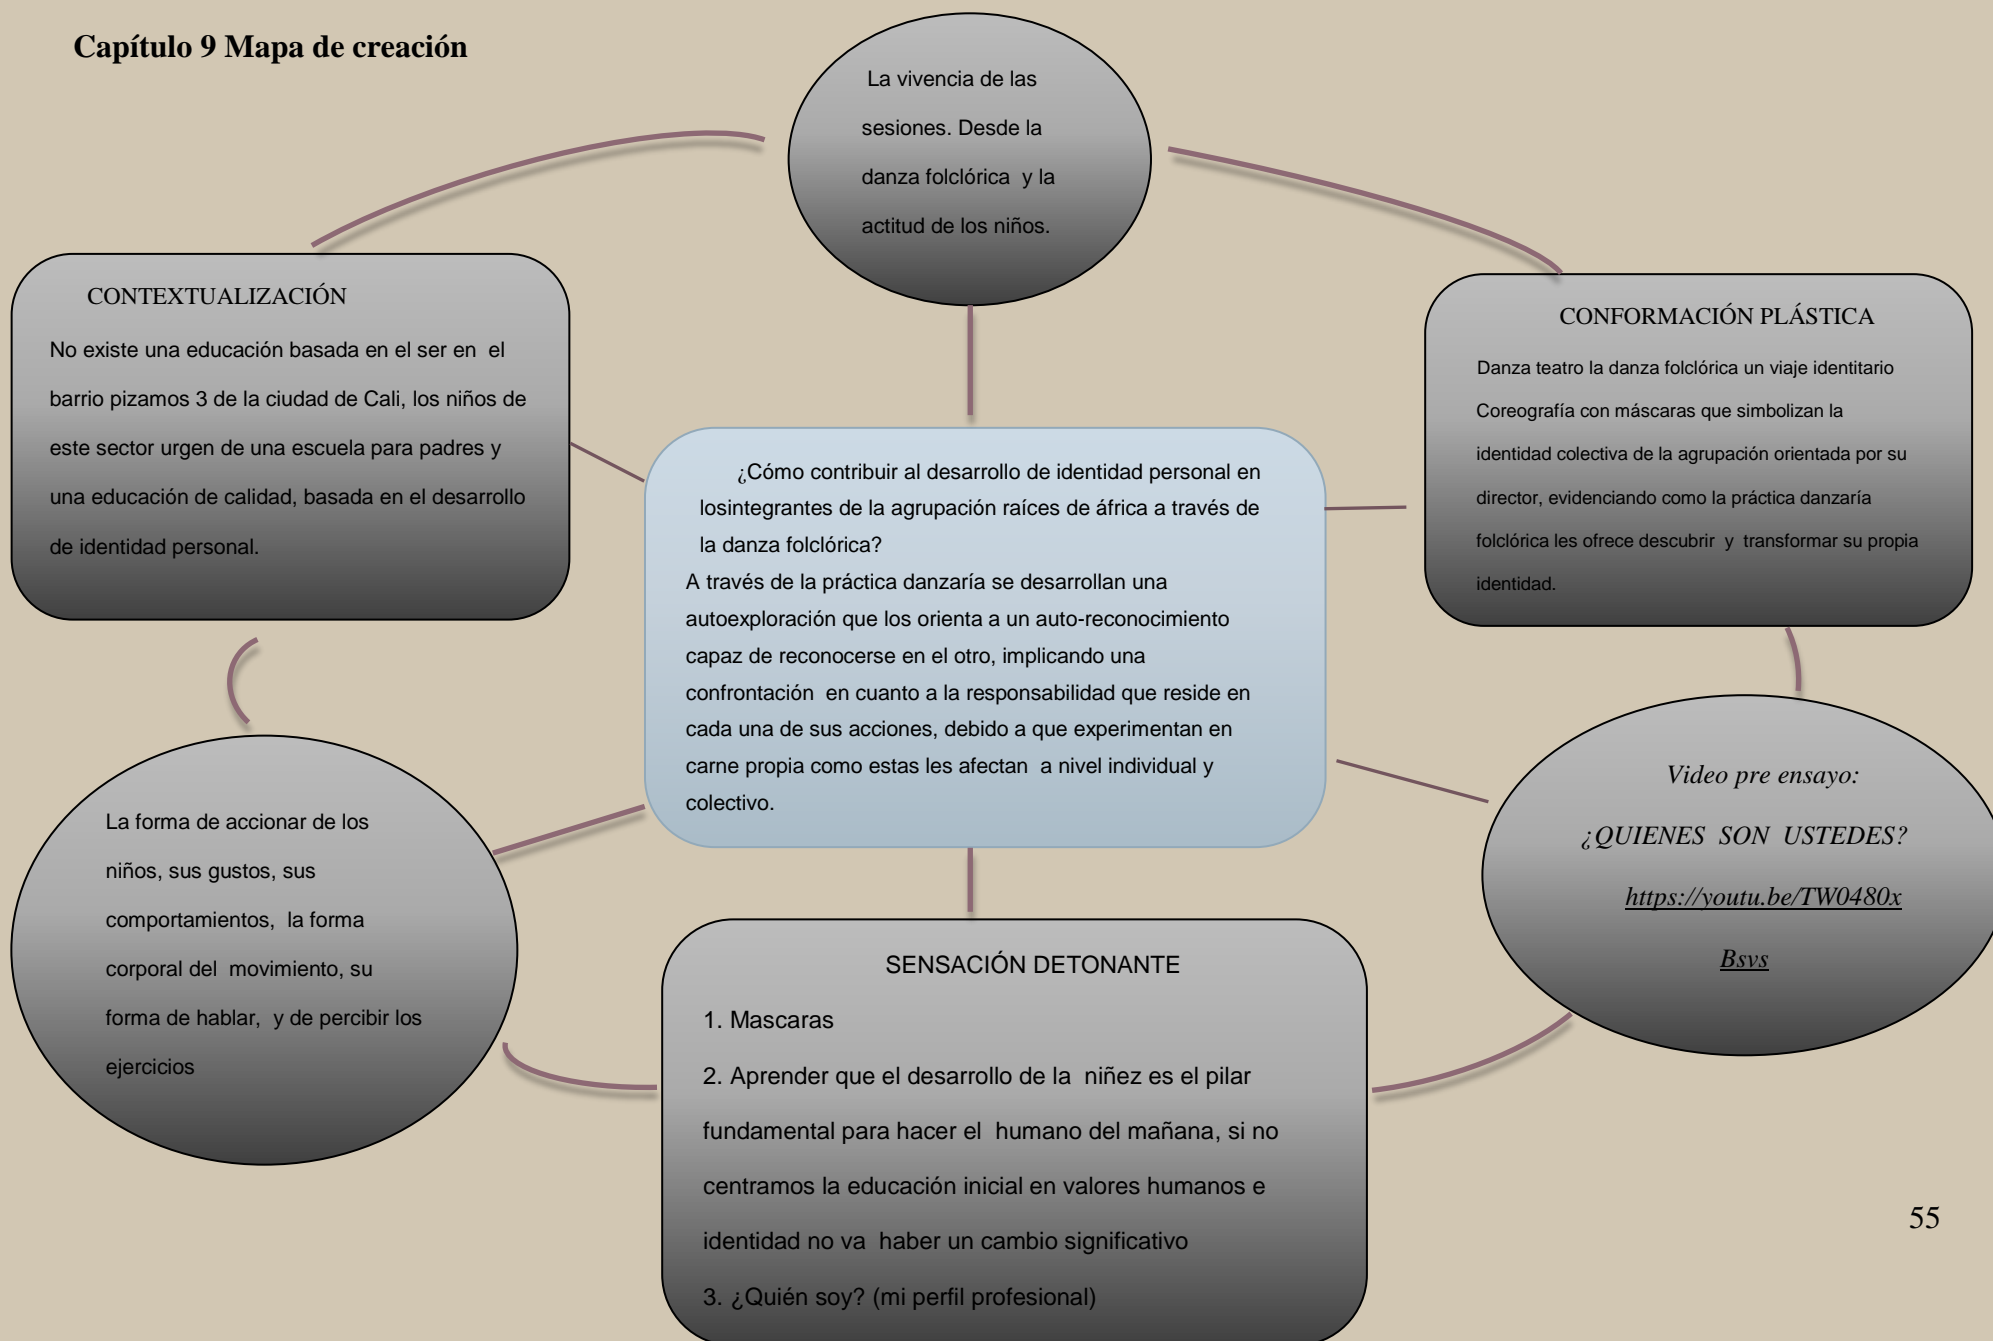 Capítulo 9 Mapa de creación
La vivencia de las
sesiones. Desde la
danza folclórica y la
actitud de los niños.
CONTEXTUALIZACIÓN
No existe una educación basada en el ser en el
barrio pizamos 3 de la ciudad de Cali, los niños de
este sector urgen de una escuela para padres y
una educación de calidad, basada en el desarrollo
de identidad personal.
CONFORMACIÓN PLÁSTICA
Danza teatro la danza folclórica un viaje identitario
Coreografía con máscaras que simbolizan la
identidad colectiva de la agrupación orientada por su
director, evidenciando como la práctica danzaría
folclórica les ofrece descubrir y transformar su propia
identidad.
¿Cómo contribuir al desarrollo de identidad personal en
losintegrantes de la agrupación raíces de áfrica a través de
la danza folclórica?
A través de la práctica danzaría se desarrollan una
autoexploración que los orienta a un auto-reconocimiento
capaz de reconocerse en el otro, implicando una
confrontación en cuanto a la responsabilidad que reside en
cada una de sus acciones, debido a que experimentan en
carne propia como estas les afectan a nivel individual y
colectivo.
La forma de accionar de los
niños, sus gustos, sus
comportamientos, la forma
corporal del movimiento, su
forma de hablar, y de percibir los
ejercicios
Video pre ensayo:
¿QUIENES SON USTEDES?
https://youtu.be/TW0480x
Bsvs
SENSACIÓN DETONANTE
1. Mascaras
2. Aprender que el desarrollo de la niñez es el pilar
fundamental para hacer el humano del mañana, si no
centramos la educación inicial en valores humanos e
identidad no va haber un cambio significativo
3. ¿Quién soy? (mi perfil profesional)
55